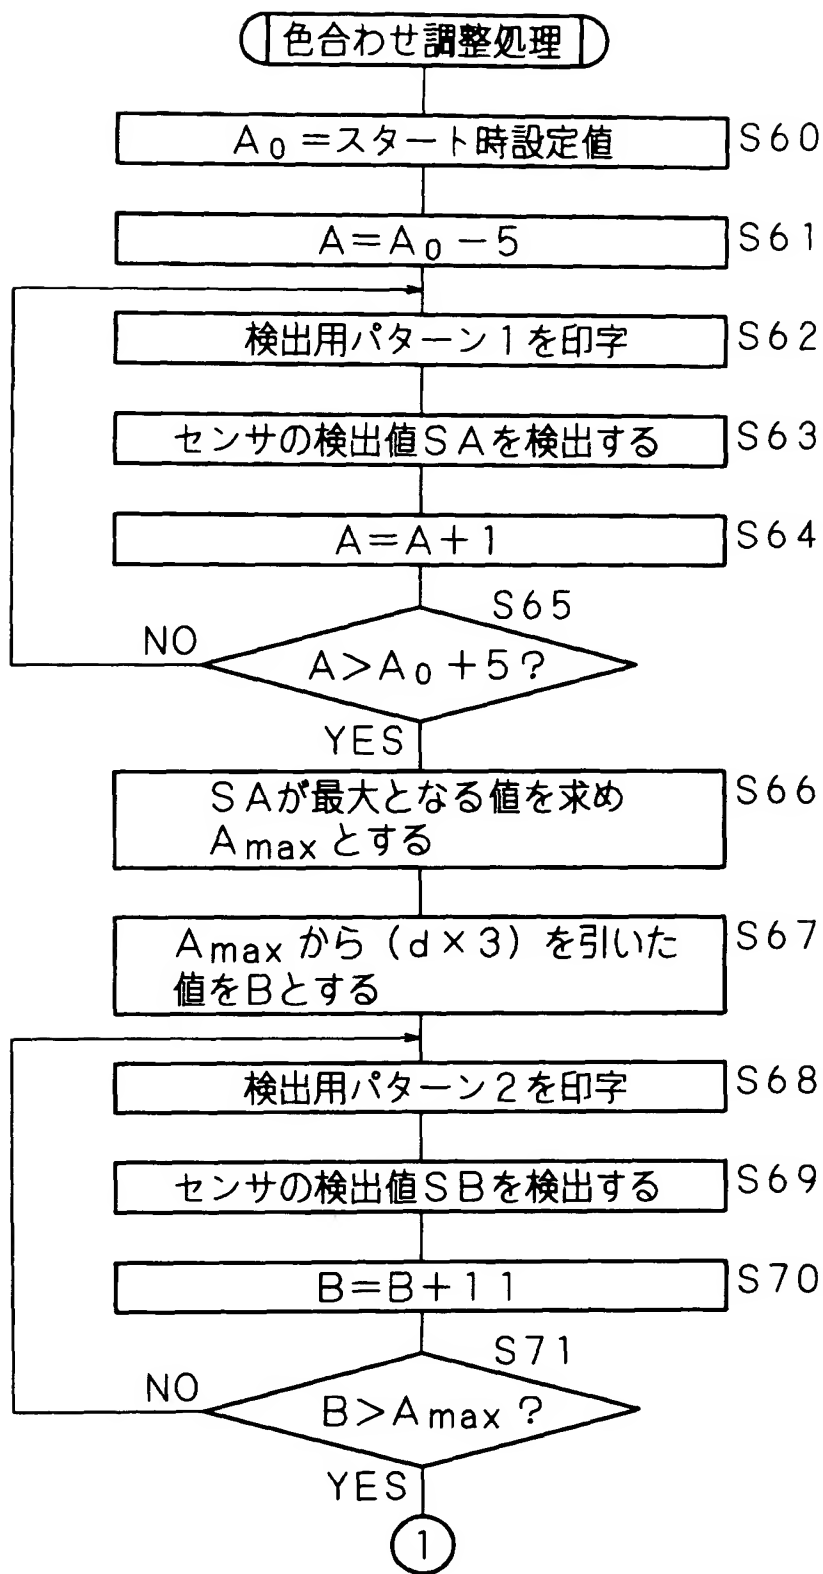 色合わせ調整処理
A₀＝スタート時設定値 S60
A＝A₀－5 S61
検出用パターン1を印字 S62
センサの検出値SAを検出する S63
A＝A＋1 S64
S65
NO
A＞A₀＋5？
YES
SAが最大となる値を求め S66
Amaxとする
Amaxから（d×3）を引いた S67
値をBとする
検出用パターン2を印字 S68
センサの検出値SBを検出する S69
B＝B＋11 S70
S71
NO
B＞Amax？
YES
1